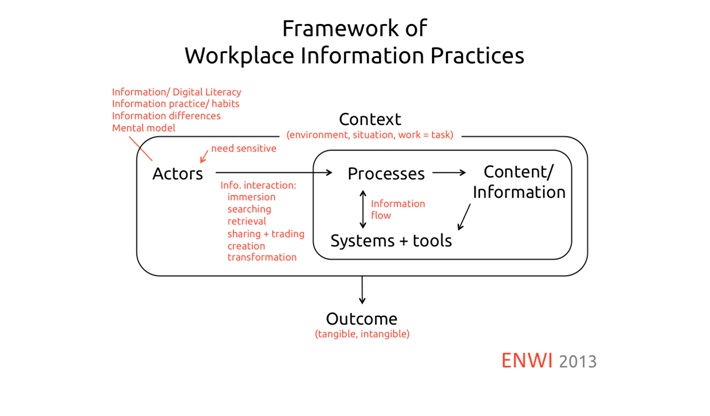 Framework of
Workplace Information Practices
Information/ Digital Literacy
Information practice/ habits
Information differences
Mental model
Context
(environment, situation, work = task)
need sensitive
Actors
Processes
Content/
Information
Info. interaction:
immersion
searching
retrieval
sharing + trading
creation
transformation
Information
flow
Systems + tools
Outcome
(tangible, intangible)
ENWI 2013